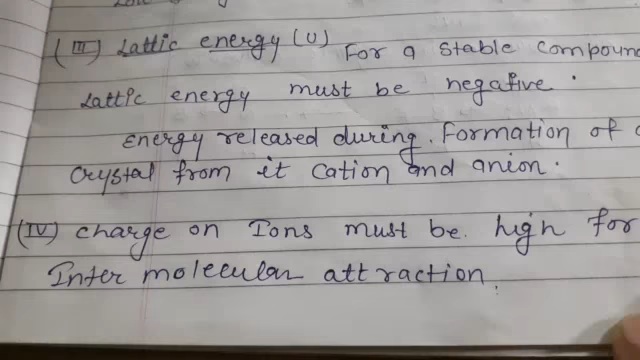 (III) Lattic energy (U) For a stable compoun
Lattic energy must be negative.
Energy released during. Formation of
Crystal from it cation and anion.
(IV) Charge on Ions must be. high for
Inter molecular attraction.